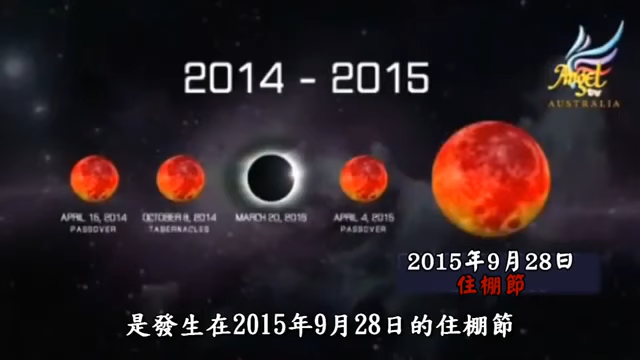 2014 - 2015
Angel
AUSTRALIA
APRIL 15, 2014
PASSOVER
OCTOBER 8, 2014
TABERNACLES
MARCH 20, 2015
APRIL 4, 2015
PASSOVER
2015年9月28日
住棚節
是發生在2015年9月28日的住棚節